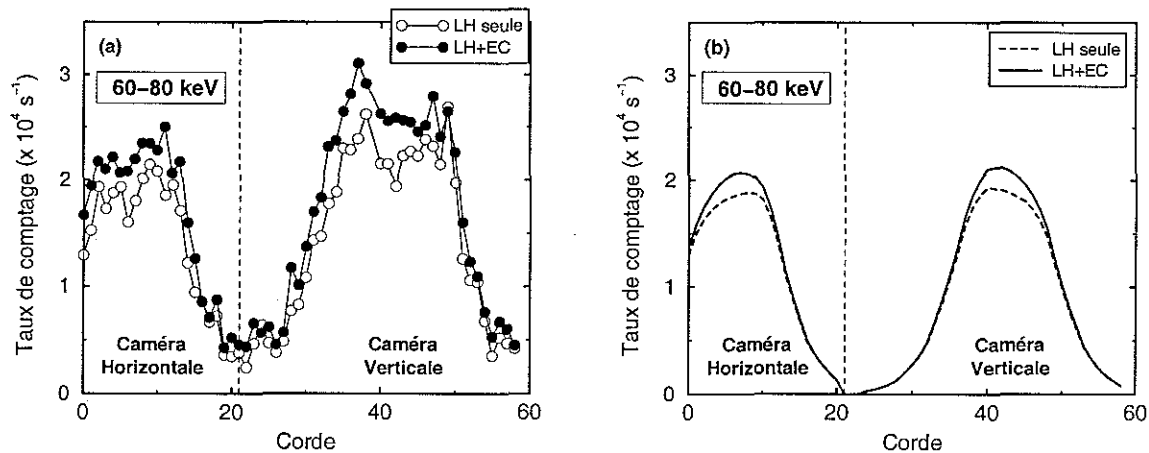 (a)
LH seule
LH+EC
60–80 keV
Taux de comptage (x 10⁴ s⁻¹)
3
2
1
0
Caméra
Horizontale
Caméra
Verticale
0
20
40
60
Corde
(b)
LH seule
LH+EC
60–80 keV
Taux de comptage (x 10⁴ s⁻¹)
3
2
1
0
Caméra
Horizontale
Caméra
Verticale
0
20
40
60
Corde